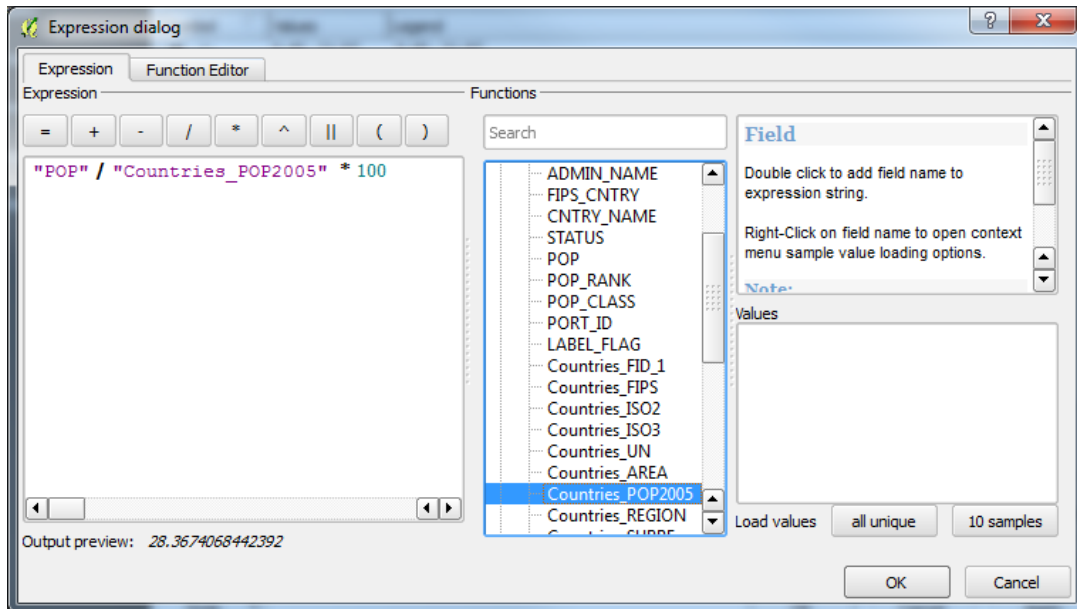 Expression dialog
Expression
Function Editor
Expression
Functions
= + - / * ^ || ( )
Search
"POP" / "Countries_POP2005" * 100
ADMIN_NAME
FIPS_CNTRY
CNTRY_NAME
STATUS
POP
POP_RANK
POP_CLASS
PORT_ID
LABEL_FLAG
Countries_FID_1
Countries_FIPS
Countries_ISO2
Countries_ISO3
Countries_UN
Countries_AREA
Countries_POP2005
Countries_REGION
Field
Double click to add field name to
expression string.
Right-Click on field name to open context
menu sample value loading options.
Note:
Values
Load values
all unique
10 samples
Output preview: 28.3674068442392
OK
Cancel